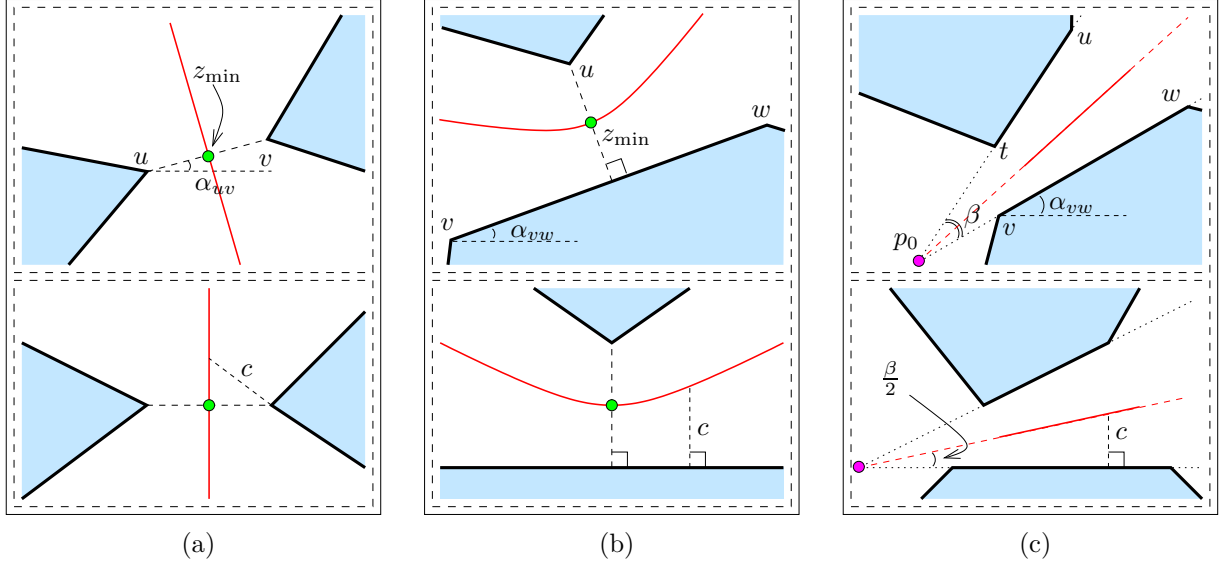 z_min
u
v
α_uv
c
(a)
u
w
z_min
v
α_vw
c
(b)
u
w
t
α_vw
β
v
p_0
β/2
c
(c)